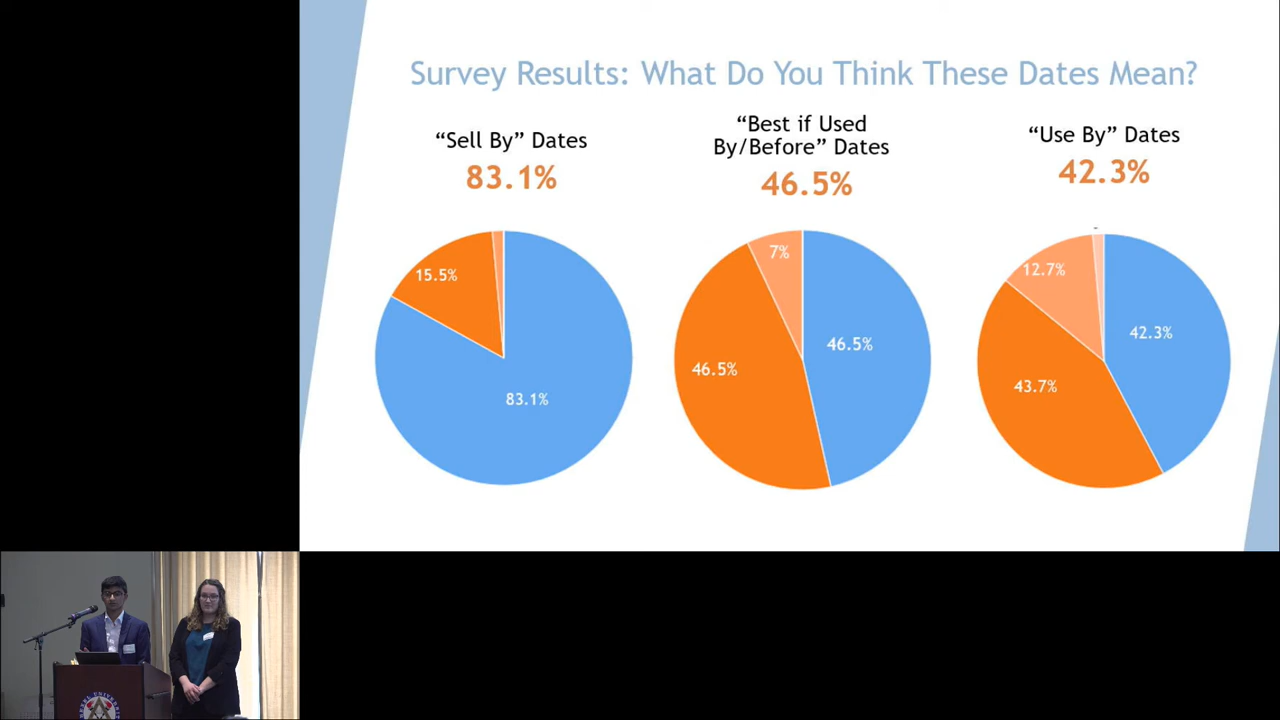 Survey Results: What Do You Think These Dates Mean?
“Sell By” Dates
83.1%
“Best if Used
By/Before” Dates
46.5%
“Use By” Dates
42.3%
15.5%
83.1%
7%
46.5%
46.5%
12.7%
42.3%
43.7%